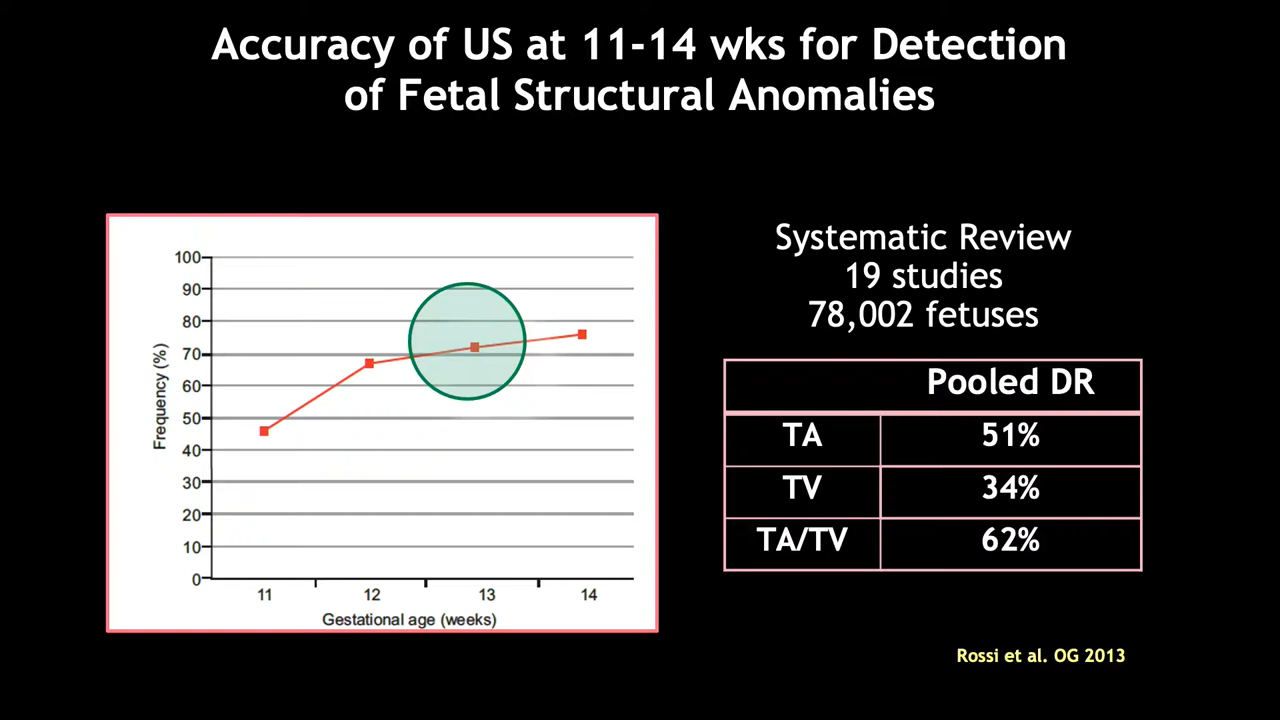 Accuracy of US at 11-14 wks for Detection
of Fetal Structural Anomalies
100
90
80
70
60
50
40
30
20
10
0
Frequency (%)
11 12 13 14
Gestational age (weeks)
Systematic Review
19 studies
78,002 fetuses
Pooled DR
TA 51%
TV 34%
TA/TV 62%
Rossi et al. OG 2013